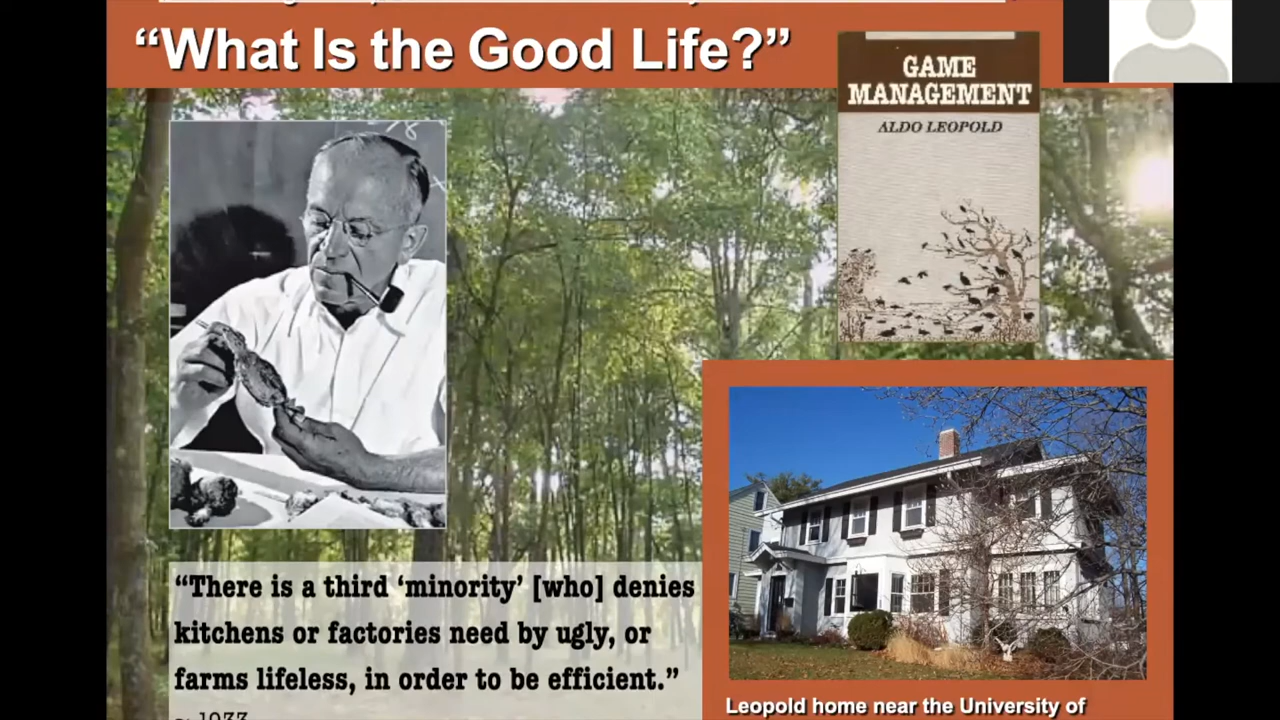 “What Is the Good Life?”
GAME
MANAGEMENT
ALDO LEOPOLD
“There is a third ‘minority’ [who] denies
kitchens or factories need by ugly, or
farms lifeless, in order to be efficient.”
Leopold home near the University of